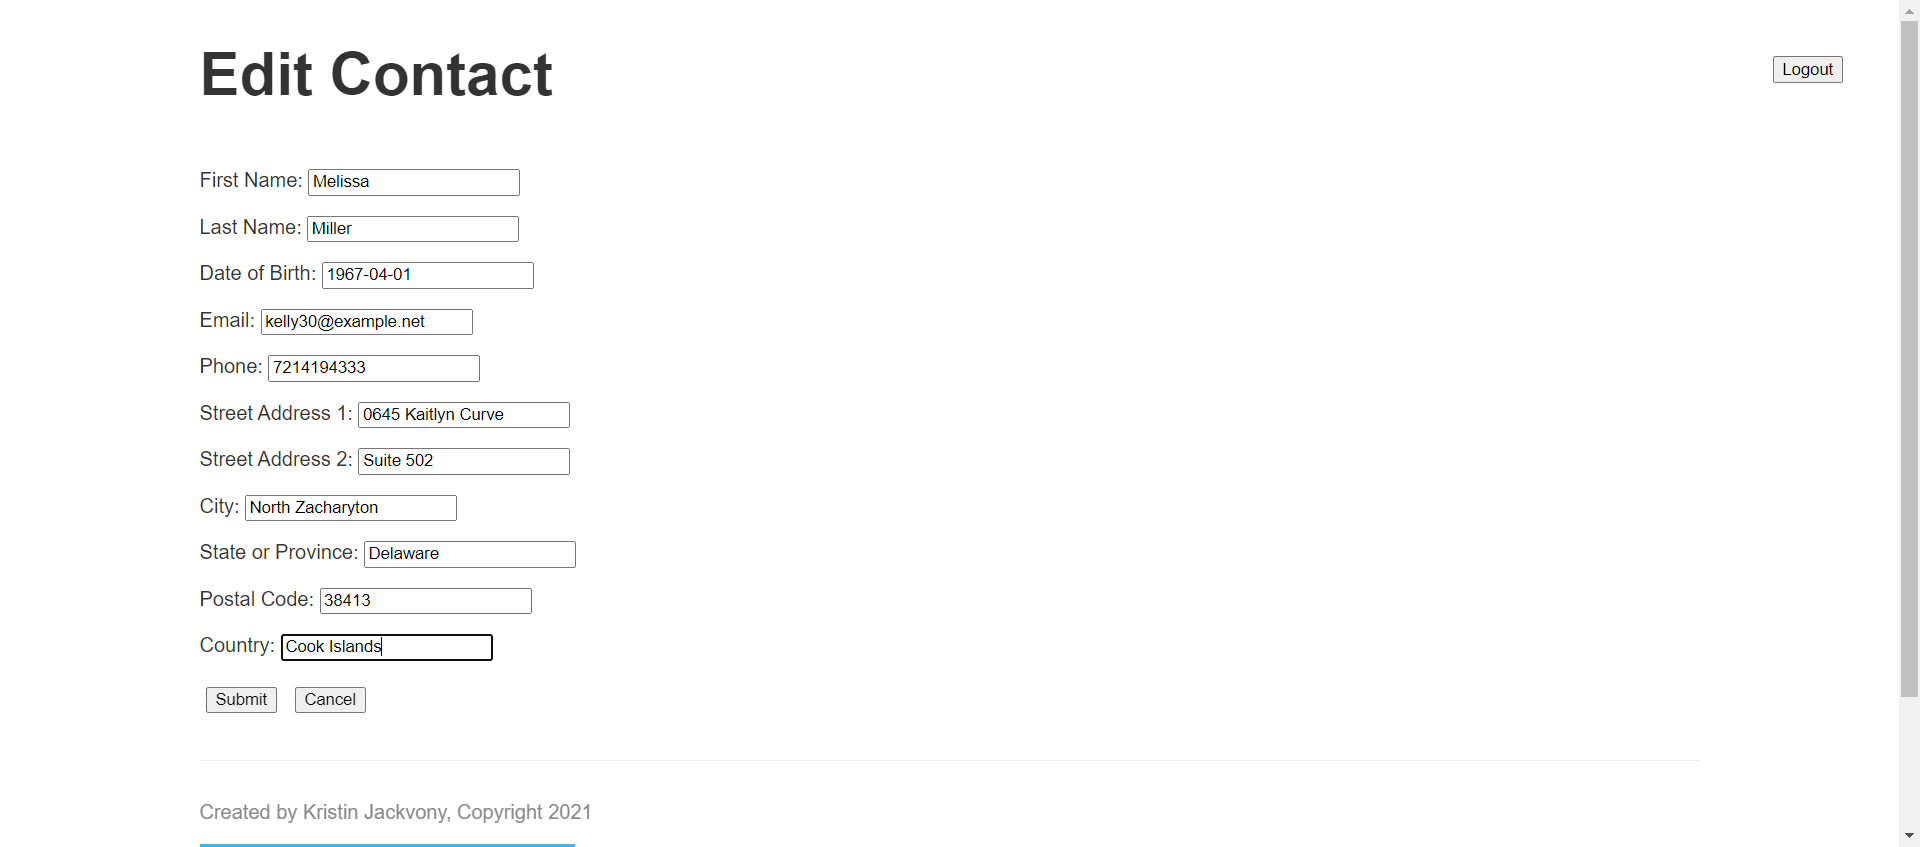 Edit Contact
Logout
First Name: Melissa
Last Name: Miller
Date of Birth: 1967-04-01
Email: kelly30@example.net
Phone: 7214194333
Street Address 1: 0645 Kaitlyn Curve
Street Address 2: Suite 502
City: North Zacharyton
State or Province: Delaware
Postal Code: 38413
Country: Cook Islands
Submit Cancel
Created by Kristin Jackvony, Copyright 2021